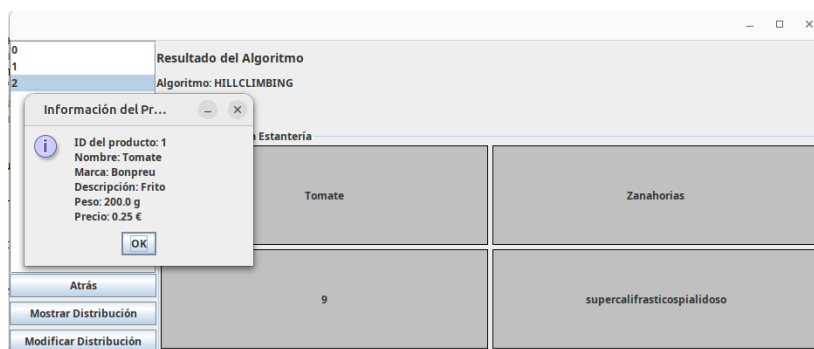 0
1
2
Resultado del Algoritmo
Algoritmo: HILLCLIMBING
Información del Pr...
ID del producto: 1
Nombre: Tomate
Marca: Bonpreu
Descripción: Frito
Peso: 200.0 g
Precio: 0.25 €
OK
Estantería
Tomate
Zanahorias
9
supercalifrasticospialidoso
Atrás
Mostrar Distribución
Modificar Distribución